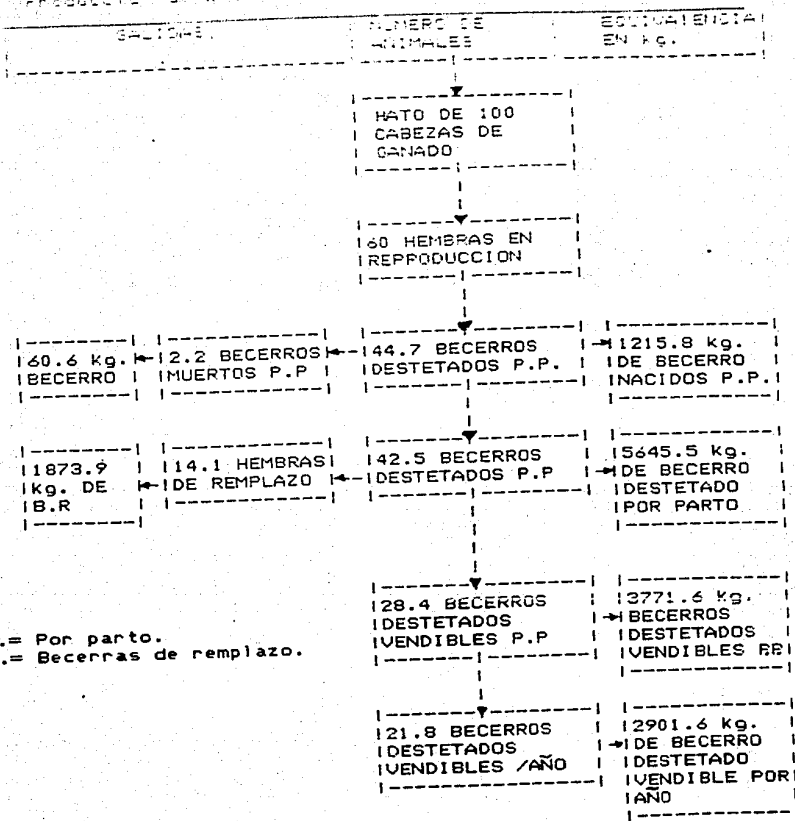 SALIDAS NUMERO DE EQUIVALENCIA
ANIMALES EN Kg.
HATO DE 100
CABEZAS DE
GANADO
60 HEMBRAS EN
REPRODUCCION
60.6 Kg. 2.2 BECERROS 44.7 BECERROS 1215.8 Kg.
BECERRO MUERTOS P.P DESTETADOS P.P. DE BECERRO
NACIDOS P.P.
1873.9 14.1 HEMBRAS 42.5 BECERROS 5645.5 Kg.
Kg. DE DE REMPLAZO DESTETADOS P.P DE BECERRO
B.R DESTETADO
POR PARTO
28.4 BECERROS 3771.6 Kg.
DESTETADOS BECERROS
VENDIBLES P.P DESTETADOS
VENDIBLES PP
.= Por parto.
.= Becerras de remplazo.
21.8 BECERROS 2901.6 Kg.
DESTETADOS DE BECERRO
VENDIBLES /AÑO DESTETADO
VENDIBLE POR
AÑO